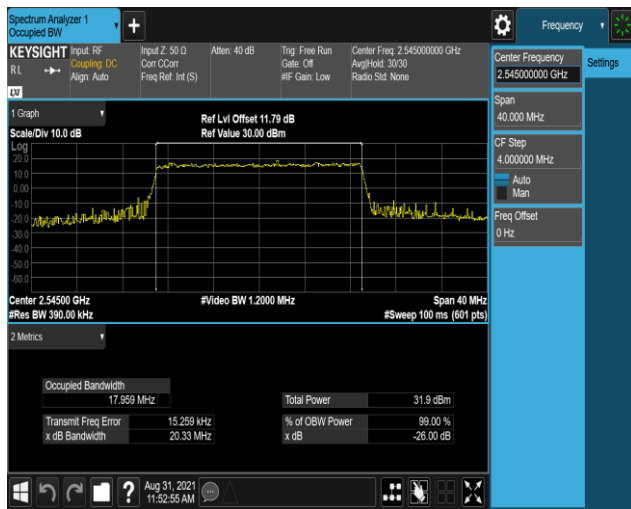 Spectrum Analyzer 1
Occupied BW
Frequency
KEYSIGHT
RL
LXI
Input: RF
Coupling: DC
Align: Auto
Input Z: 50 Ω
Corr CCorr
Freq Ref: Int (S)
Atten: 40 dB
Trig: Free Run
Gate: Off
#IF Gain: Low
Center Freq: 2.545000000 GHz
Avg|Hold: 30/30
Radio Std: None
Center Frequency
2.545000000 GHz
Settings
Span
40.000 MHz
CF Step
4.000000 MHz
Auto
Man
Freq Offset
0 Hz
1 Graph
Scale/Div 10.0 dB
Ref Lvl Offset 11.79 dB
Ref Value 30.00 dBm
Log
20.0
10.0
0.00
-10.0
-20.0
-30.0
-40.0
-50.0
-60.0
Center 2.54500 GHz
#Video BW 1.2000 MHz
Span 40 MHz
#Res BW 390.00 kHz
#Sweep 100 ms (601 pts)
2 Metrics
Occupied Bandwidth
17.959 MHz
Total Power 31.9 dBm
Transmit Freq Error 15.259 kHz
% of OBW Power 99.00 %
x dB Bandwidth 20.33 MHz
x dB -26.00 dB
?
Aug 31, 2021
11:52:55 AM